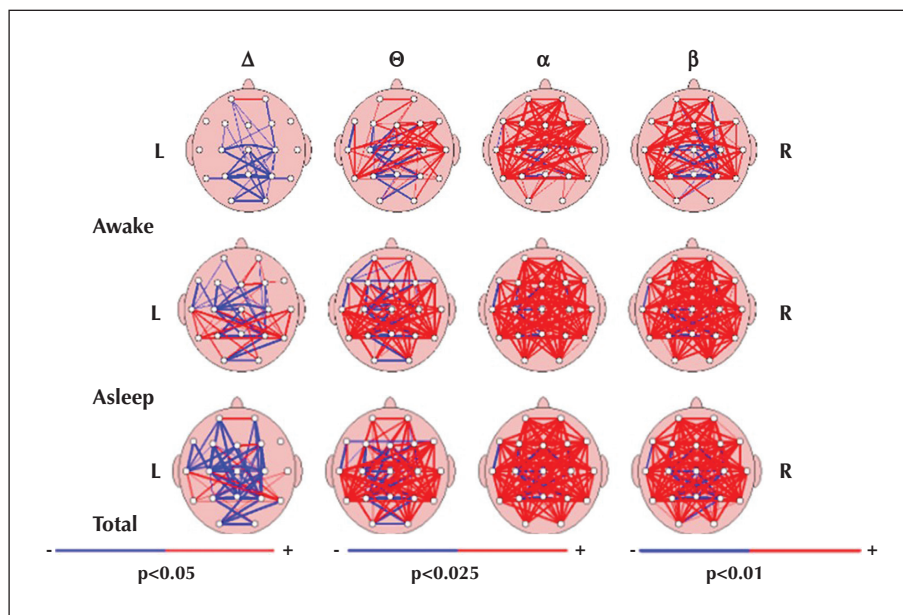 Δ Θ α β
L R
Awake
L R
Asleep
L R
Total
- + - + - +
p<0.05 p<0.025 p<0.01